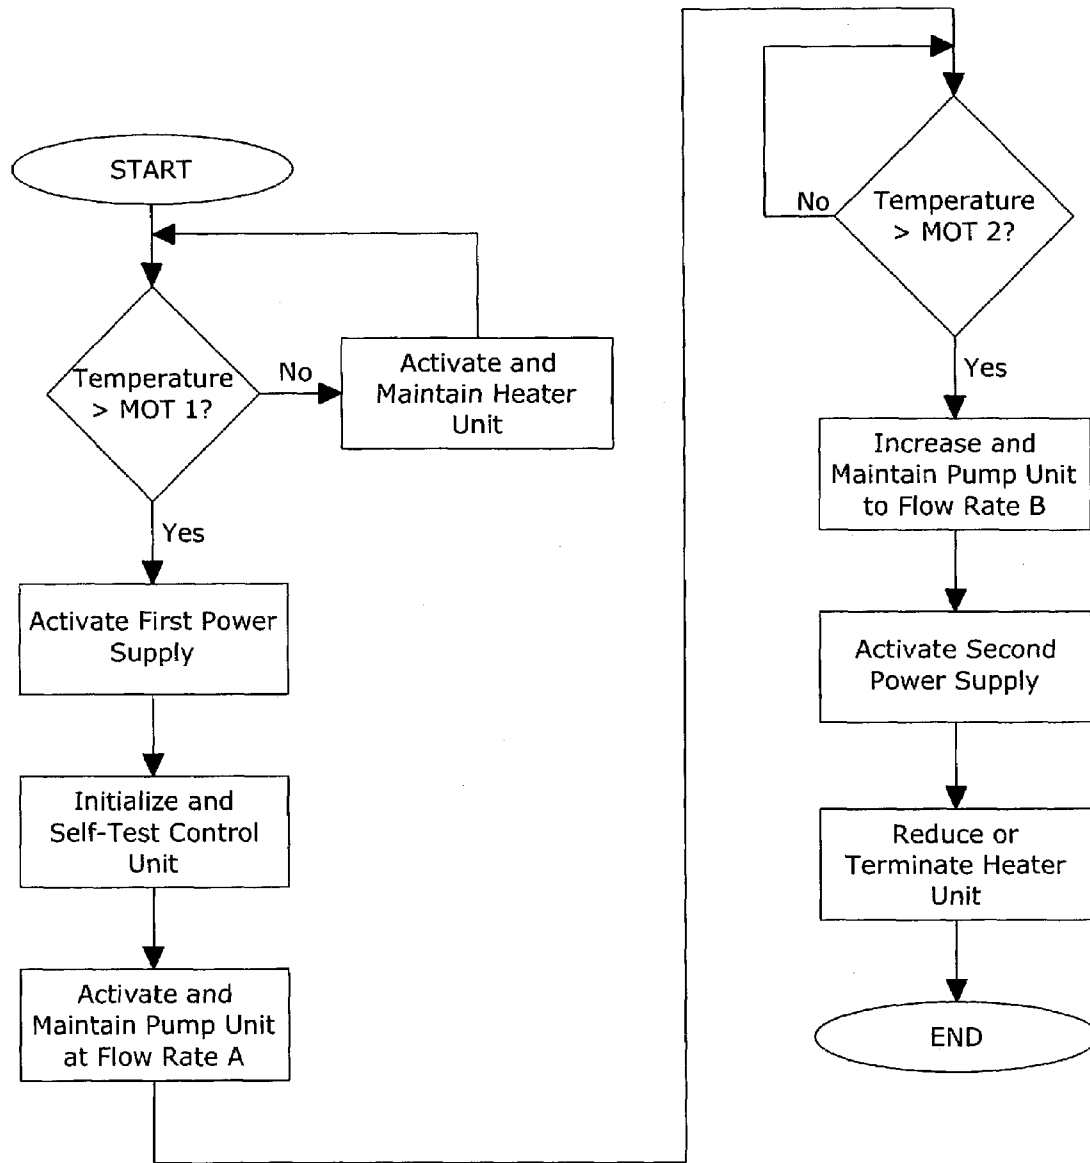 START
Temperature
> MOT 1?
No
Activate and
Maintain Heater
Unit
Yes
Activate First Power
Supply
Initialize and
Self-Test Control
Unit
Activate and
Maintain Pump Unit
at Flow Rate A
Temperature
> MOT 2?
No
Yes
Increase and
Maintain Pump Unit
to Flow Rate B
Activate Second
Power Supply
Reduce or
Terminate Heater
Unit
END